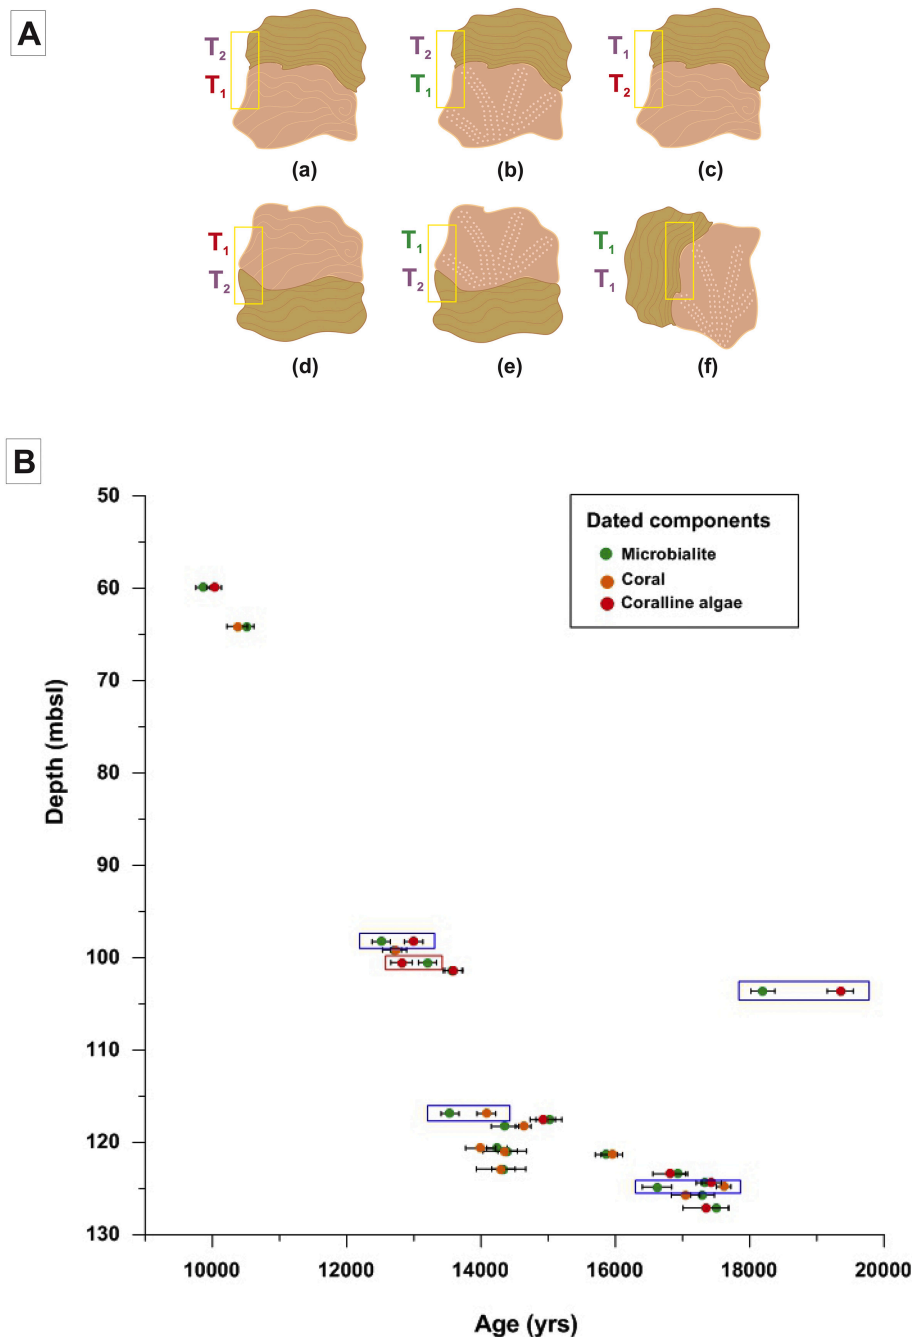 A
T2 T2 T1
T1 T1 T2
(a) (b) (c)
T1 T1 T1
T2 T2 T1
(d) (e) (f)
B
50
60
70
80
90
100
110
120
130
Depth (mbsl)
Dated components
Microbialite
Coral
Coralline algae
10000 12000 14000 16000 18000 20000
Age (yrs)